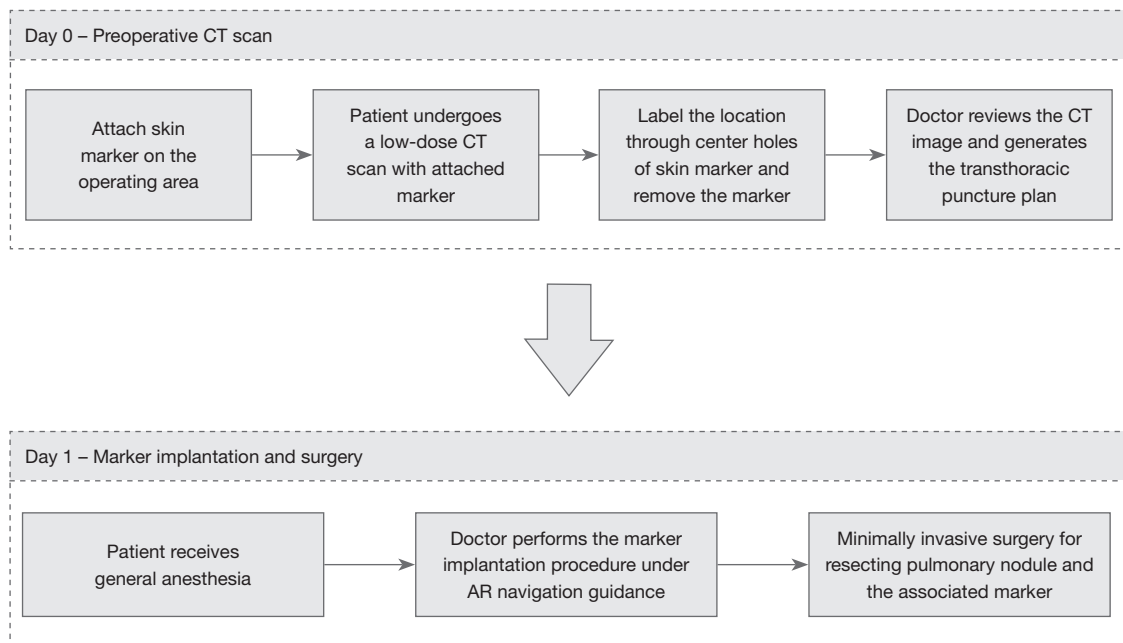 Day 0 – Preoperative CT scan
Attach skin
marker on the
operating area
Patient undergoes
a low-dose CT
scan with attached
marker
Label the location
through center holes
of skin marker and
remove the marker
Doctor reviews the CT
image and generates
the transthoracic
puncture plan
Day 1 – Marker implantation and surgery
Patient receives
general anesthesia
Doctor performs the marker
implantation procedure under
AR navigation guidance
Minimally invasive surgery for
resecting pulmonary nodule and
the associated marker